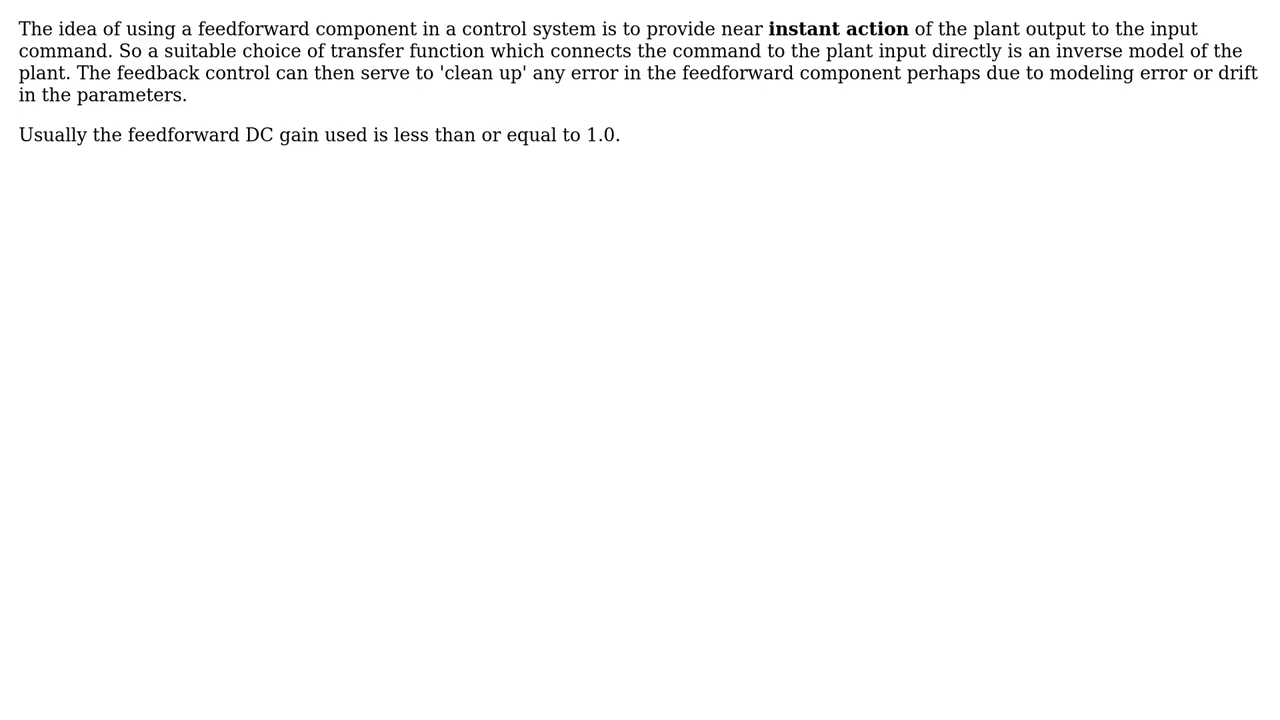 The idea of using a feedforward component in a control system is to provide near instant action of the plant output to the input
command. So a suitable choice of transfer function which connects the command to the plant input directly is an inverse model of the
plant. The feedback control can then serve to 'clean up' any error in the feedforward component perhaps due to modeling error or drift
in the parameters.
Usually the feedforward DC gain used is less than or equal to 1.0.